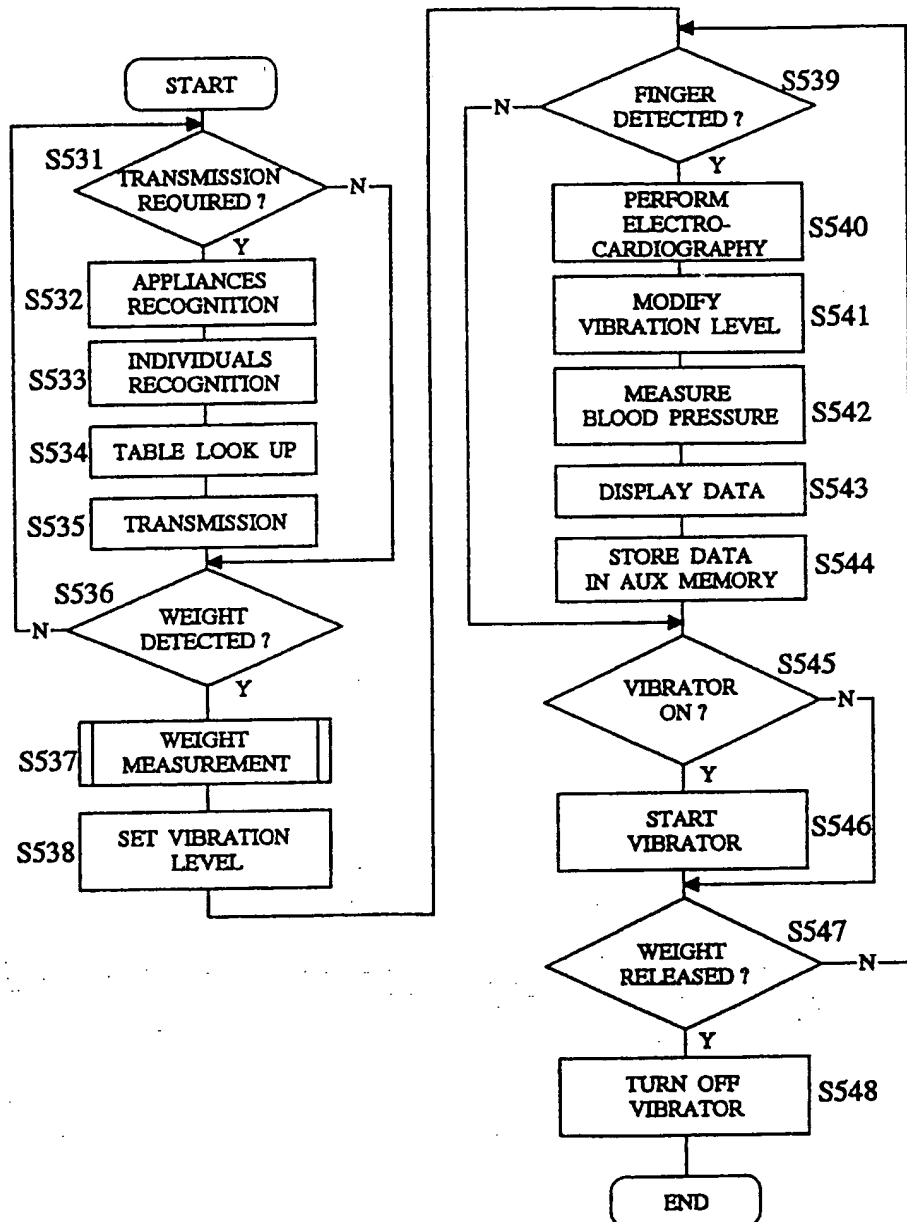 START
S531
TRANSMISSION
REQUIRED ?
N
Y
S532
APPLIANCES
RECOGNITION
S533
INDIVIDUALS
RECOGNITION
S534
TABLE LOOK UP
S535
TRANSMISSION
S536
WEIGHT
DETECTED ?
N
Y
S537
WEIGHT
MEASUREMENT
S538
SET VIBRATION
LEVEL
S539
FINGER
DETECTED ?
N
Y
PERFORM
ELECTRO-
CARDIOGRAPHY
S540
MODIFY
VIBRATION LEVEL
S541
MEASURE
BLOOD PRESSURE
S542
DISPLAY DATA
S543
STORE DATA
IN AUX MEMORY
S544
S545
VIBRATOR
ON ?
N
Y
START
VIBRATOR
S546
S547
WEIGHT
RELEASED ?
N
Y
TURN OFF
VIBRATOR
S548
END